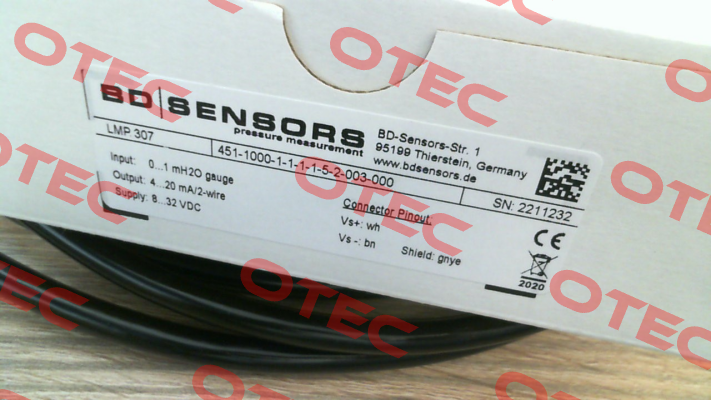 BD SENSORS
pressure measurement
BD-Sensors-Str. 1
95199 Thierstein, Germany
www.bdsensors.de
LMP 307
451-1000-1-1-1-1-5-2-003-000
SN: 2211232
Input: 0...1 mH2O gauge
Output: 4...20 mA/2-wire
Supply: 8...32 VDC
Connector Pinout
Vs+: wh
Vs -: bn
Shield: gnye
CE
2020
OTEC
OTEC
OTEC
OTEC
OTEC
OTEC
OTEC
OTEC
OTEC
OTEC